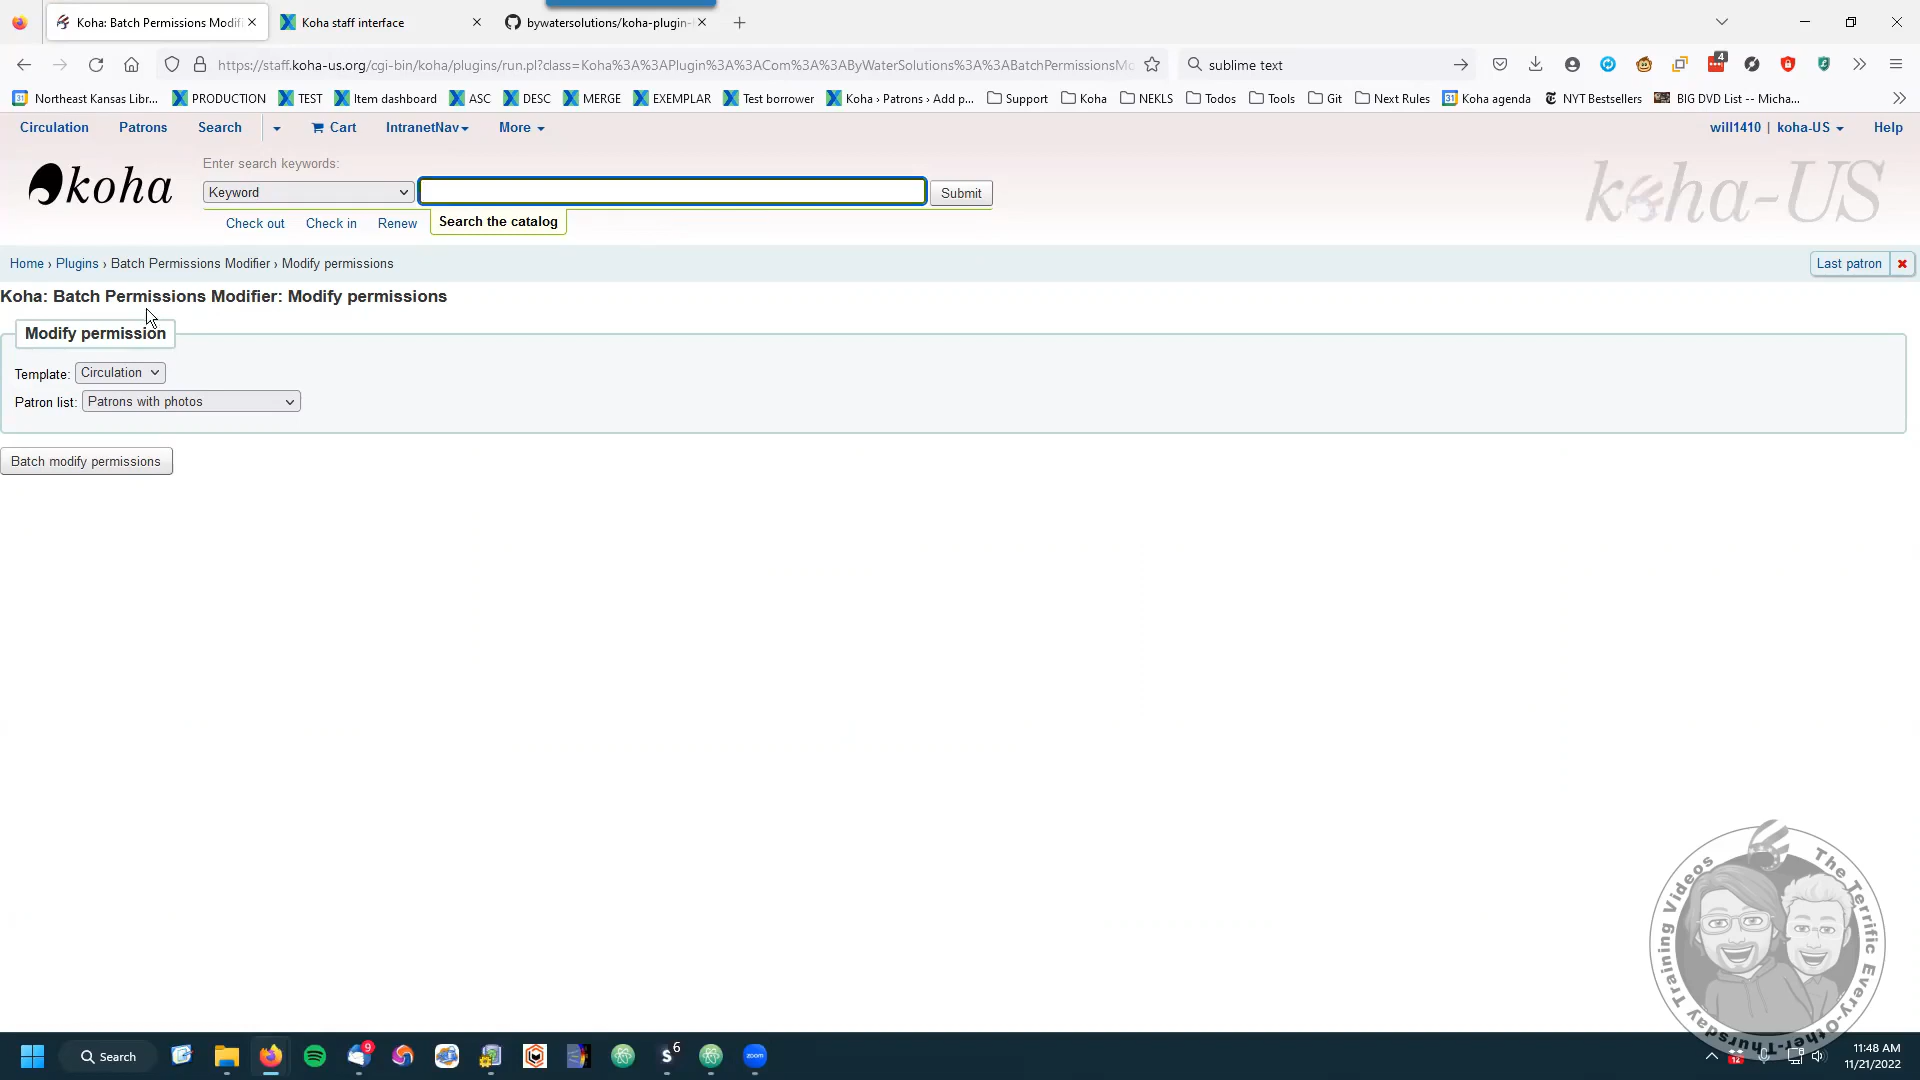 Koha: Batch Permissions Modif
Koha staff interface
bywatersolutions/koha-plugin-
https://staff.koha-us.org/cgi-bin/koha/plugins/run.pl?class=Koha%3A%3APlugin%3A%3ACom%3A%3AByWaterSolutions%3A%3ABatchPermissionsMo
sublime text
4
Northeast Kansas Libr...
PRODUCTION
TEST
Item dashboard
ASC
DESC
MERGE
EXEMPLAR
Test borrower
Koha › Patrons › Add p...
Support
Koha
NEKLS
Todos
Tools
Git
Next Rules
Koha agenda
NYT Bestsellers
BIG DVD List -- Micha...
Circulation
Patrons
Search
Cart
IntranetNav
More
will1410 | koha-US
Help
koha
Enter search keywords:
Keyword
Submit
koha-US
Check out
Check in
Renew
Search the catalog
Home › Plugins › Batch Permissions Modifier › Modify permissions
Last patron
Koha: Batch Permissions Modifier: Modify permissions
Modify permission
Template: Circulation
Patron list: Patrons with photos
Batch modify permissions
The Terrific Every-Other-Thursday Training Videos
Search
9
6
zoom
12
11:48 AM
11/21/2022